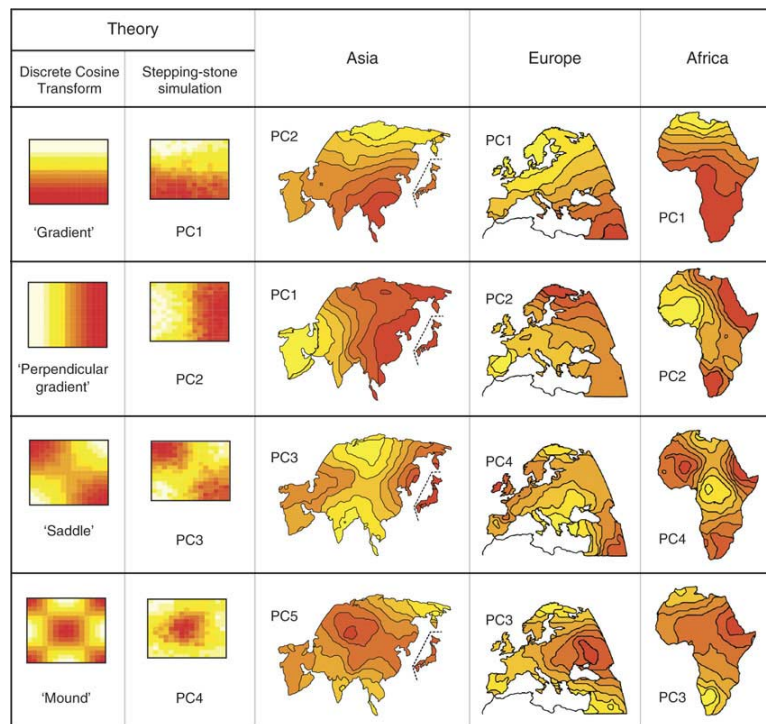 Theory
Asia
Europe
Africa
Discrete Cosine
Transform
Stepping-stone
simulation
'Gradient'
PC1
PC2
PC1
PC1
'Perpendicular
gradient'
PC2
PC1
PC2
PC2
'Saddle'
PC3
PC3
PC4
PC4
'Mound'
PC4
PC5
PC3
PC3